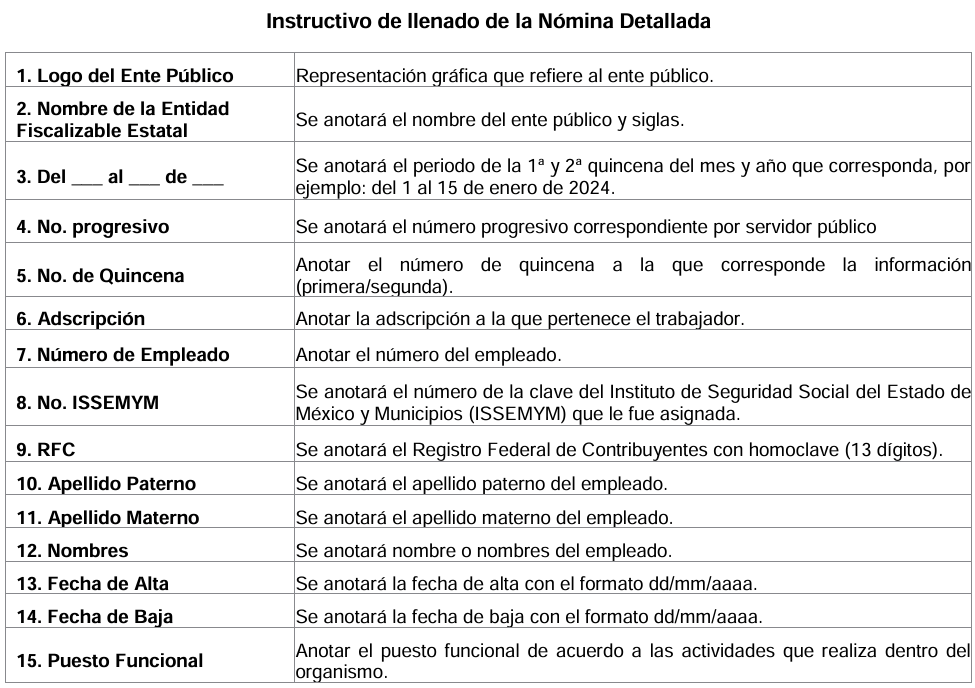 Instructivo de llenado de la Nómina Detallada
1. Logo del Ente Público
Representación gráfica que refiere al ente público.
2. Nombre de la Entidad
Fiscalizable Estatal
Se anotará el nombre del ente público y siglas.
3. Del ___ al ___ de ___
Se anotará el periodo de la 1ª y 2ª quincena del mes y año que corresponda, por
ejemplo: del 1 al 15 de enero de 2024.
4. No. progresivo
Se anotará el número progresivo correspondiente por servidor público
5. No. de Quincena
Anotar el número de quincena a la que corresponde la información
(primera/segunda).
6. Adscripción
Anotar la adscripción a la que pertenece el trabajador.
7. Número de Empleado
Anotar el número del empleado.
8. No. ISSEMYM
Se anotará el número de la clave del Instituto de Seguridad Social del Estado de
México y Municipios (ISSEMYM) que le fue asignada.
9. RFC
Se anotará el Registro Federal de Contribuyentes con homoclave (13 dígitos).
10. Apellido Paterno
Se anotará el apellido paterno del empleado.
11. Apellido Materno
Se anotará el apellido materno del empleado.
12. Nombres
Se anotará nombre o nombres del empleado.
13. Fecha de Alta
Se anotará la fecha de alta con el formato dd/mm/aaaa.
14. Fecha de Baja
Se anotará la fecha de baja con el formato dd/mm/aaaa.
15. Puesto Funcional
Anotar el puesto funcional de acuerdo a las actividades que realiza dentro del
organismo.